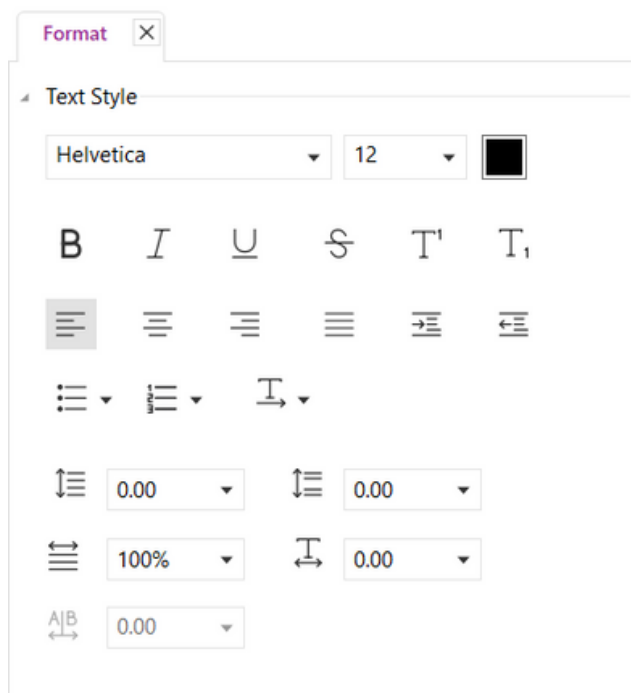 Format
Text Style
Helvetica 12
B I U S T¹ T₁
0.00 0.00
100% 0.00
A|B 0.00